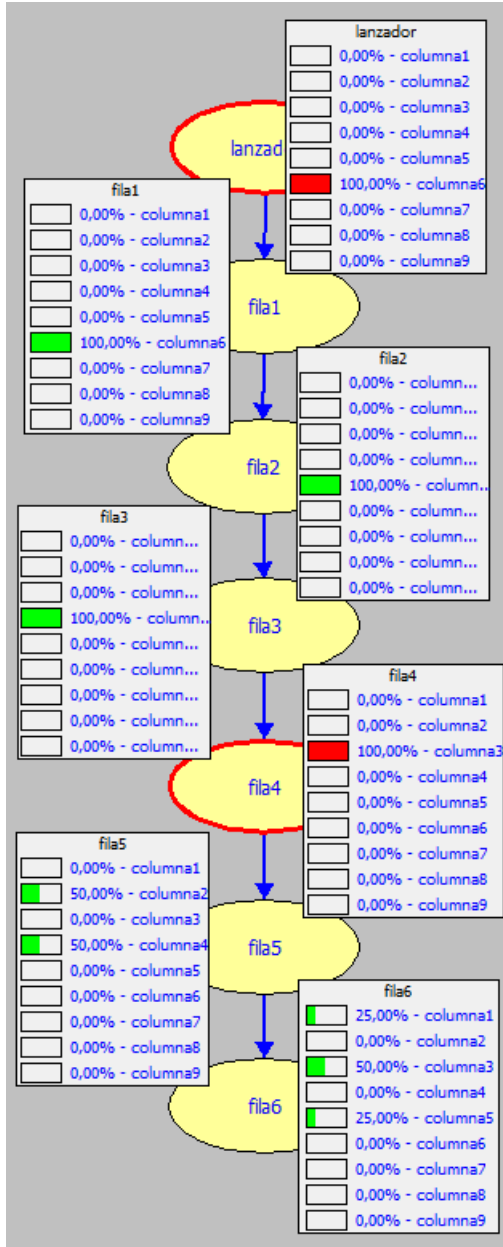 lanzador
0,00% - columna1
0,00% - columna2
0,00% - columna3
0,00% - columna4
0,00% - columna5
100,00% - columna6
0,00% - columna7
0,00% - columna8
0,00% - columna9
lanzad
fila1
0,00% - columna1
0,00% - columna2
0,00% - columna3
0,00% - columna4
0,00% - columna5
100,00% - columna6
0,00% - columna7
0,00% - columna8
0,00% - columna9
fila1
fila2
0,00% - column...
0,00% - column...
0,00% - column...
0,00% - column...
100,00% - column..
0,00% - column...
0,00% - column...
0,00% - column...
0,00% - column...
fila2
fila3
0,00% - column...
0,00% - column...
0,00% - column...
100,00% - column..
0,00% - column...
0,00% - column...
0,00% - column...
0,00% - column...
0,00% - column...
fila3
fila4
0,00% - columna1
0,00% - columna2
100,00% - columna3
0,00% - columna4
0,00% - columna5
0,00% - columna6
0,00% - columna7
0,00% - columna8
0,00% - columna9
fila4
fila5
0,00% - columna1
50,00% - columna2
0,00% - columna3
50,00% - columna4
0,00% - columna5
0,00% - columna6
0,00% - columna7
0,00% - columna8
0,00% - columna9
fila5
fila6
25,00% - columna1
0,00% - columna2
50,00% - columna3
0,00% - columna4
25,00% - columna5
0,00% - columna6
0,00% - columna7
0,00% - columna8
0,00% - columna9
fila6